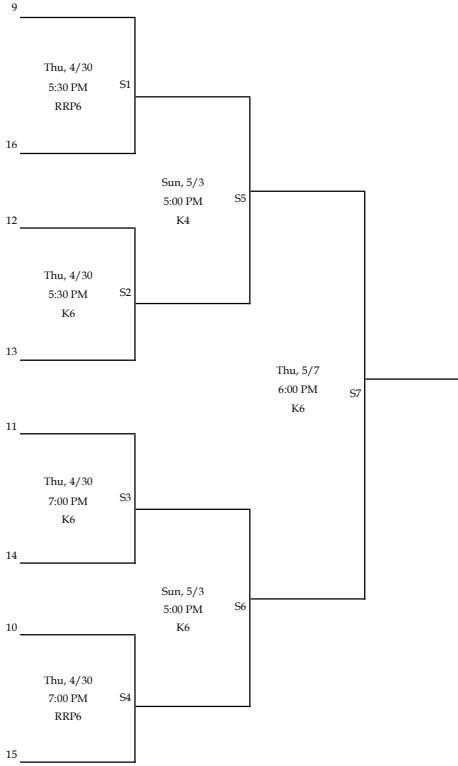 9
Thu, 4/30
5:30 PM
RRP6
S1
16
Sun, 5/3
5:00 PM
K4
S5
12
Thu, 4/30
5:30 PM
K6
S2
13
Thu, 5/7
6:00 PM
K6
S7
11
Thu, 4/30
7:00 PM
K6
S3
14
Sun, 5/3
5:00 PM
K6
S6
10
Thu, 4/30
7:00 PM
RRP6
S4
15